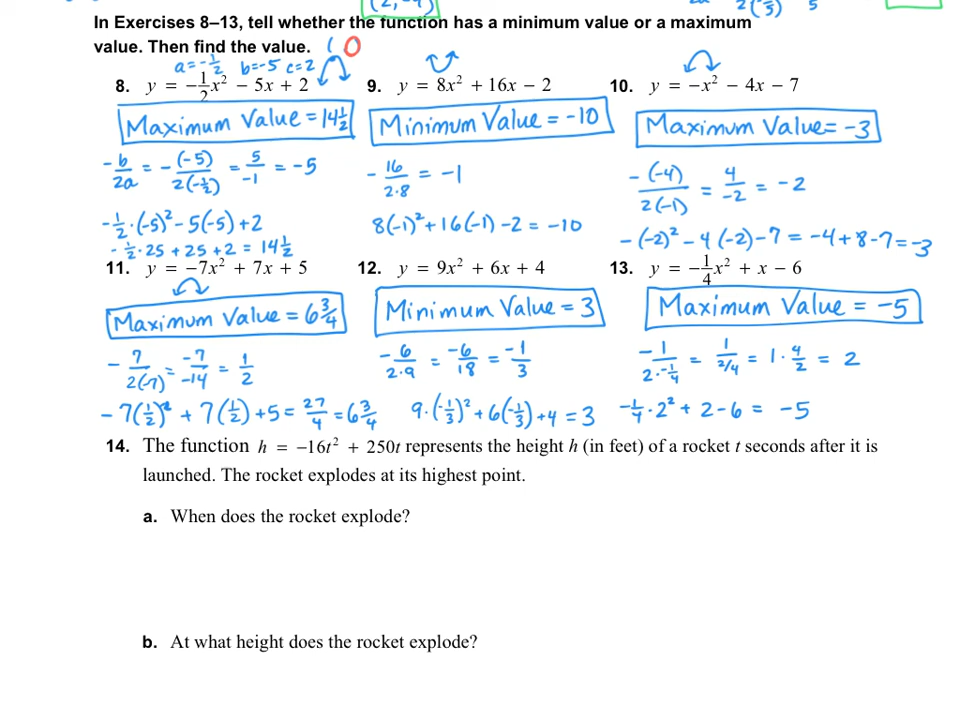 (2, -4)
2(5) 5
In Exercises 8–13, tell whether the function has a minimum value or a maximum
value. Then find the value. ( O
a=-1/2 b=-5 c=2
8. y = −1/2x² − 5x + 2 9. y = 8x² + 16x − 2 10. y = −x² − 4x − 7
Maximum Value = 14 1/2 Minimum Value = -10 Maximum Value = -3
-b/2a = -(-5)/2(-1/2) = 5/-1 = -5 -16/2·8 = -1 -(-4)/2(-1) = 4/-2 = -2
-1/2·(-5)² - 5(-5) + 2 8(-1)² + 16(-1) - 2 = -10
-1/2·25 + 25 + 2 = 14 1/2 -(-2)² - 4(-2) - 7 = -4 + 8 - 7 = -3
11. y = −7x² + 7x + 5 12. y = 9x² + 6x + 4 13. y = −1/4x² + x − 6
Maximum Value = 6 3/4 Minimum Value = 3 Maximum Value = -5
-7/2(-7) = -7/-14 = 1/2 -6/2·9 = -6/18 = -1/3 -1/2·-1/4 = 1/2/4 = 1·4/2 = 2
-7(1/2)² + 7(1/2) + 5 = 27/4 = 6 3/4 9·(-1/3)² + 6(-1/3) + 4 = 3 -1/4·2² + 2 - 6 = -5
14. The function h = −16t² + 250t represents the height h (in feet) of a rocket t seconds after it is
launched. The rocket explodes at its highest point.
a. When does the rocket explode?
b. At what height does the rocket explode?